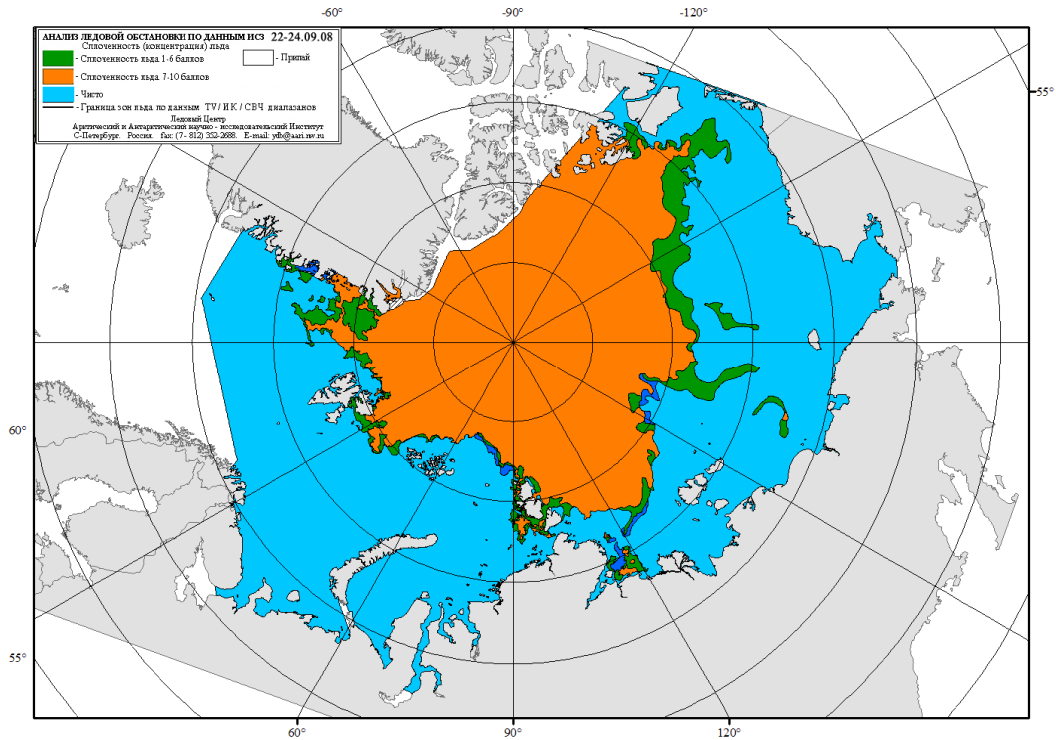 -60° -90° -120°
АНАЛИЗ ЛЕДОВОЙ ОБСТАНОВКИ ПО ДАННЫМ ИСЗ 22-24.09.08
Сплоченность (концентрация) льда
- Сплоченность льда 1-6 баллов - Припай
- Сплоченность льда 7-10 баллов
- Чисто
- Граница зон льда по данным TV/ ИК / СВЧ диапазонов
Ледовый Центр
Арктический и Антарктический научно - исследовательский Институт
С-Петербург. Россия. fax: (7- 812) 352-2688. E-mail: ydb@aari.nw.ru
55°
60°
55°
60° 90° 120°